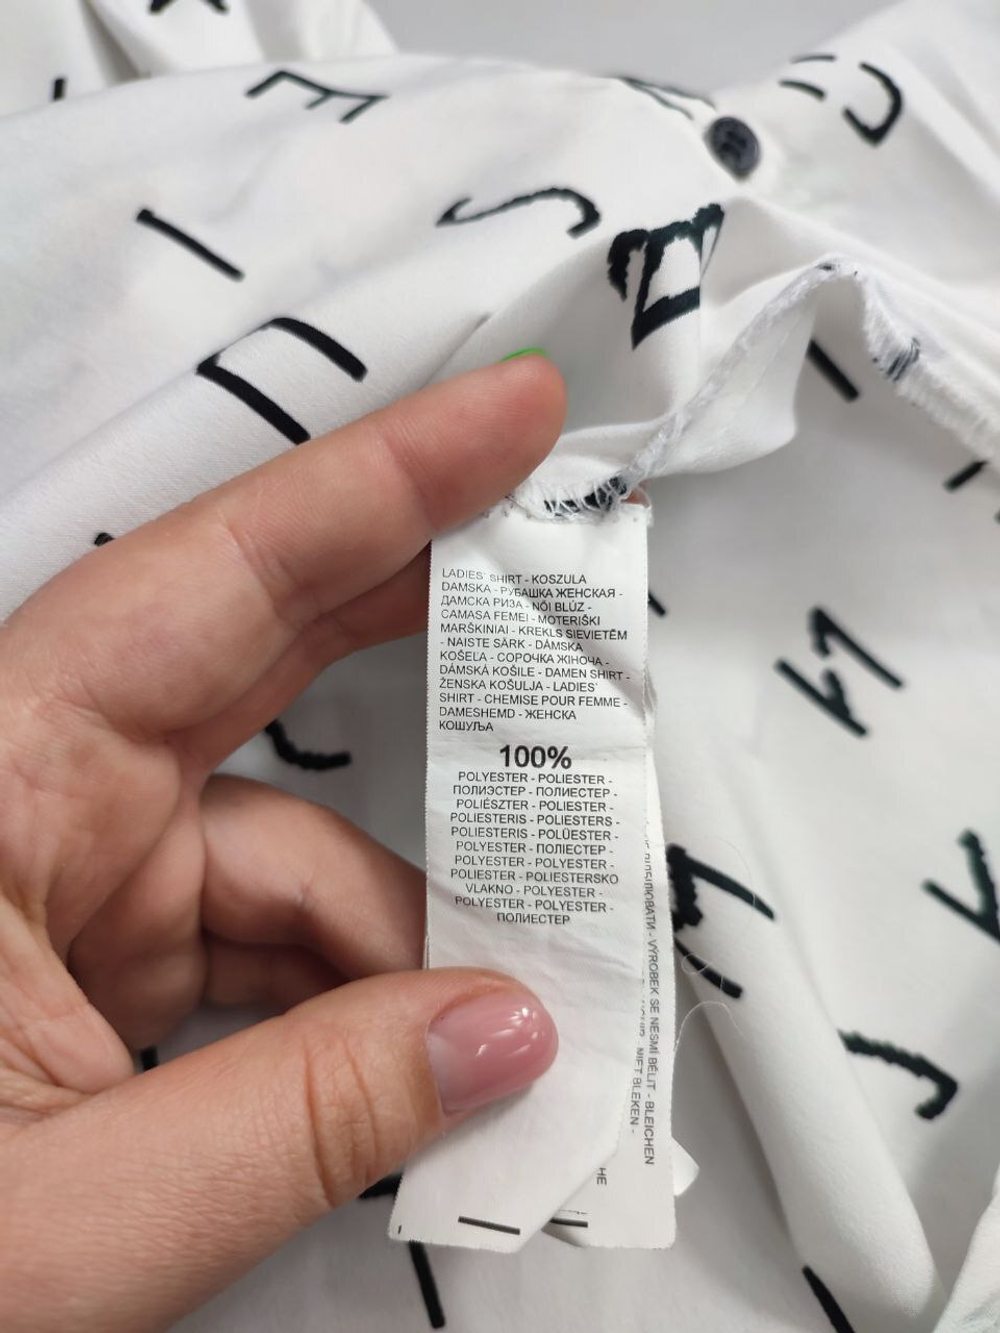 LADIES` SHIRT - KOSZULA
DAMSKA - РУБАШКА ЖЕНСКАЯ -
ДАМСКА РИЗА - NŐI BLÚZ -
CAMASA FEMEI - MOTERIŠKI
MARŠKINIAI - KREKLS SIEVIETĒM
- NAISTE SÄRK - DÁMSKA
KOŠEĽA - СОРОЧКА ЖІНОЧА -
DÁMSKÁ KOŠILE - DAMEN SHIRT -
ŽENSKA KOŠULJA - LADIES`
SHIRT - CHEMISE POUR FEMME -
DAMESHEMD - ЖЕНСКА
КОШУЉА
100%
POLYESTER - POLIESTER -
ПОЛИЭСТЕР - ПОЛИЕСТЕР -
POLIÉSZTER - POLIESTER -
POLIESTERIS - POLIESTERS -
POLIESTERIS - POLÜESTER -
POLYESTER - ПОЛІЕСТЕР -
POLYESTER - POLYESTER -
POLIESTER - POLIESTERSKO
VLAKNO - POLYESTER -
POLYESTER - POLYESTER -
ПОЛИЕСТЕР
- VÝROBEK SE NESMÍ BĚLIT - BLEICHEN
NIET BLEKEN -
НЕ